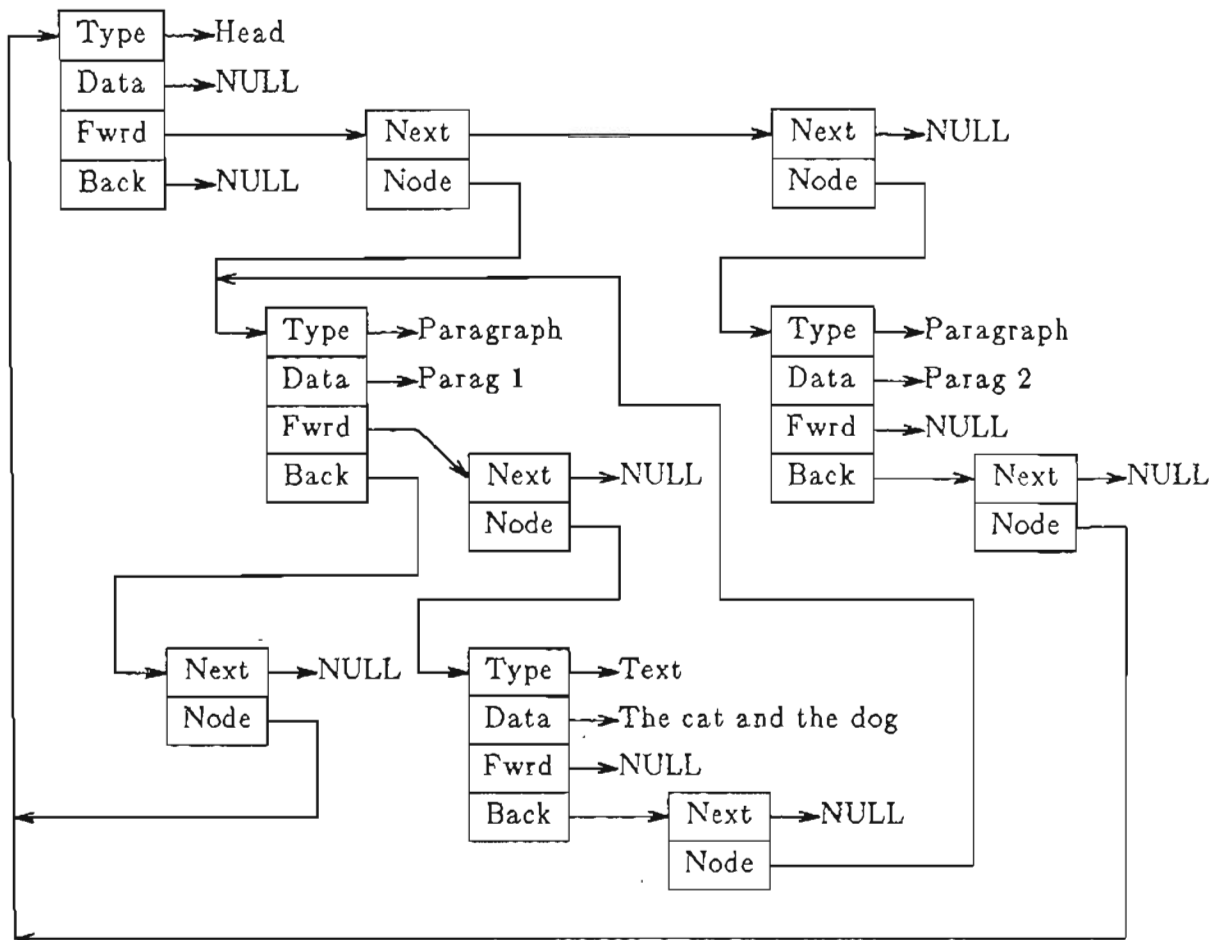 Type Head
Data NULL
Fwrd Next Next NULL
Back NULL Node Node
Type Paragraph Type Paragraph
Data Parag 1 Data Parag 2
Fwrd Fwrd NULL
Back Next NULL Back Next NULL
Node Node
Next NULL Type Text
Node Data The cat and the dog
Fwrd NULL
Back Next NULL
Node